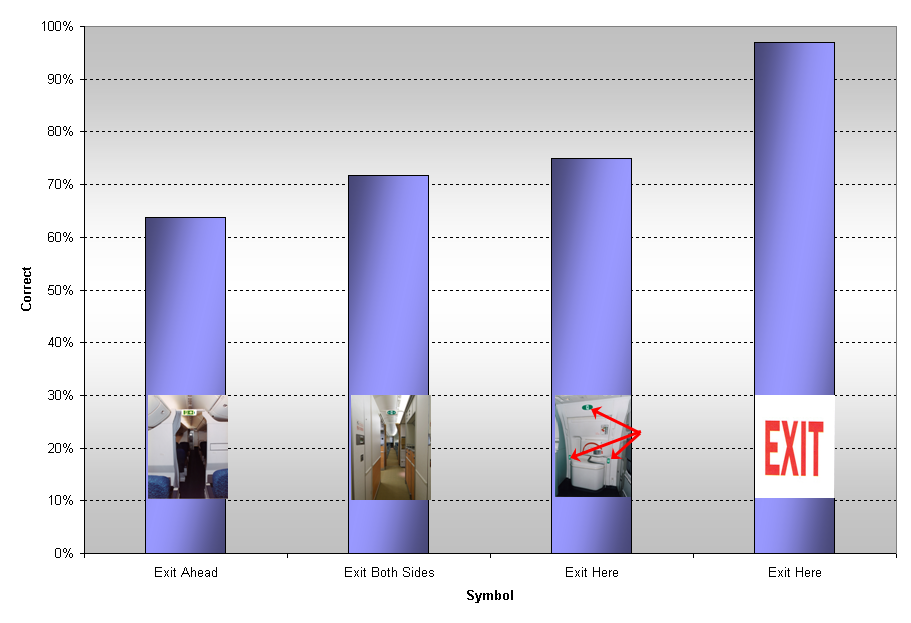 100%
90%
80%
70%
60%
50%
40%
30%
20%
10%
0%
Correct
EXIT
Exit Ahead
Exit Both Sides
Exit Here
Exit Here
Symbol